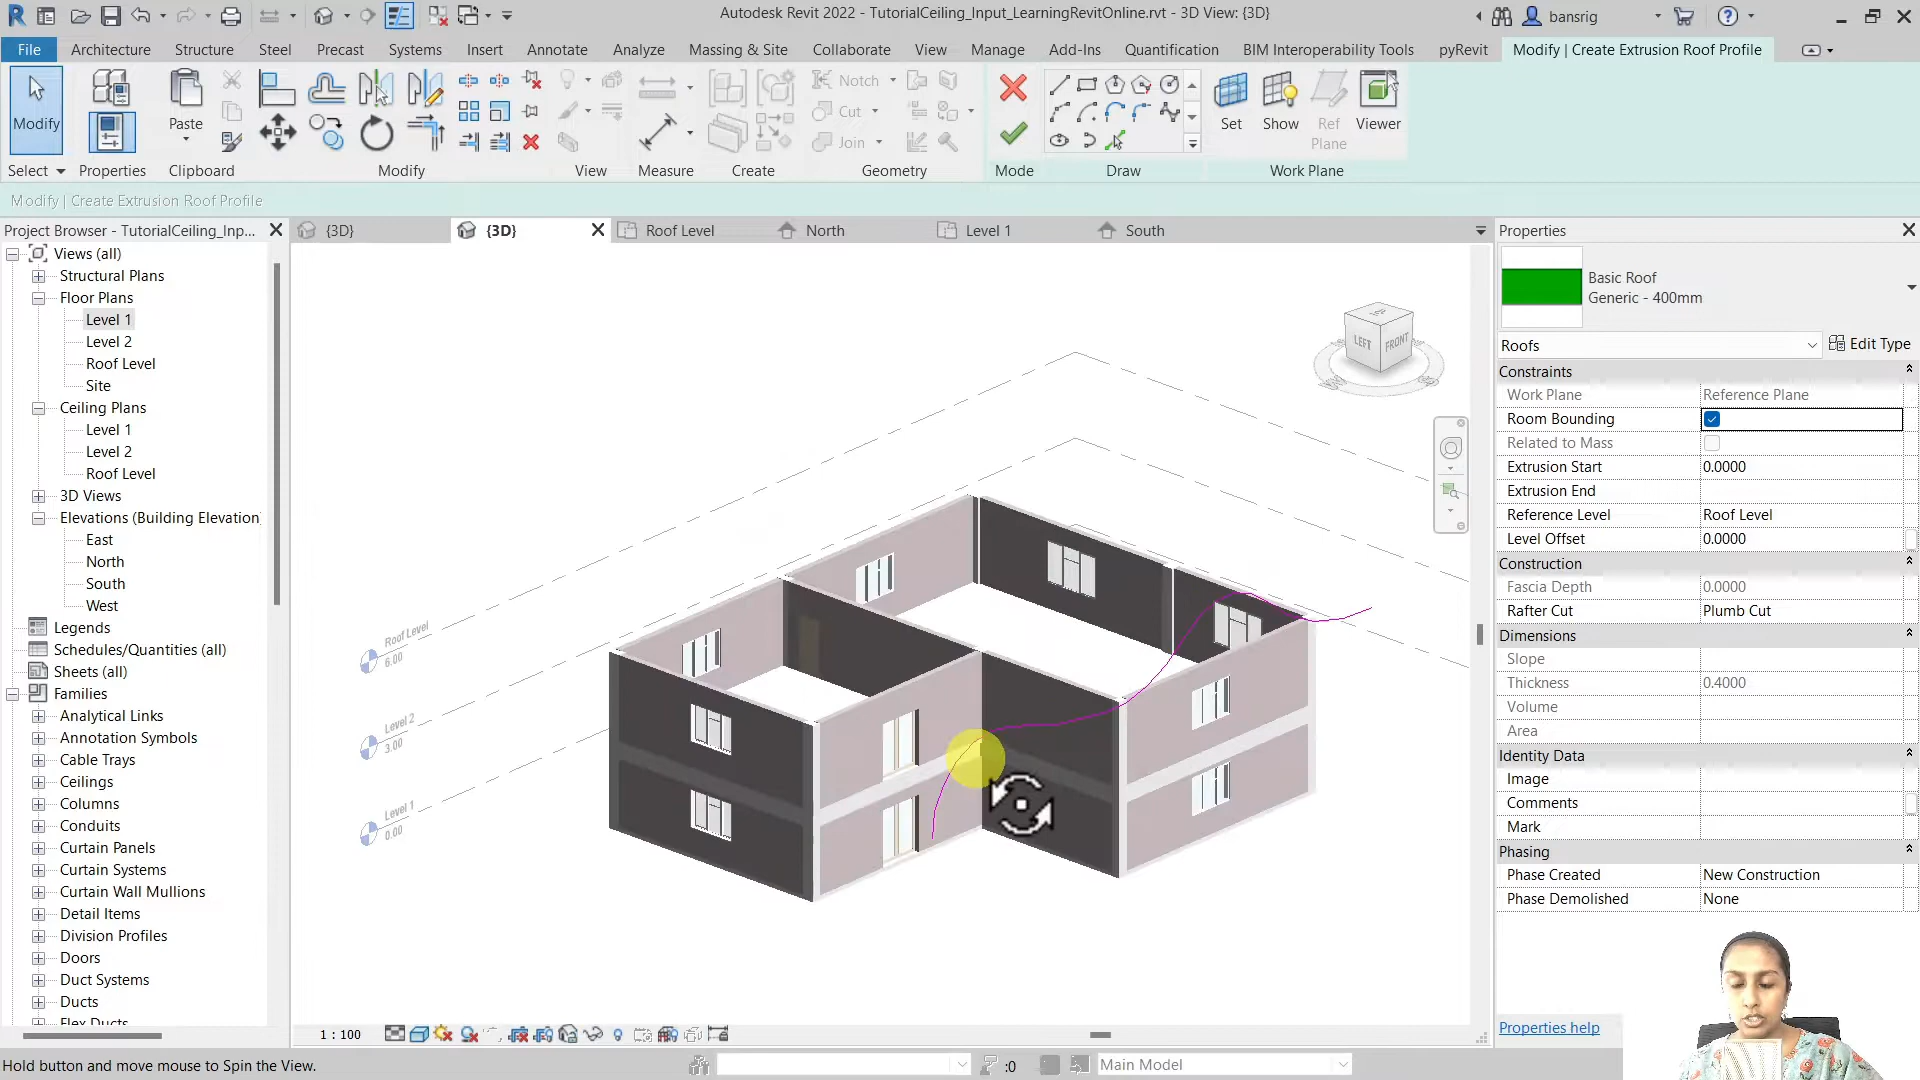 Autodesk Revit 2022 - TutorialCeiling_Input_LearningRevitOnline.rvt - 3D View: {3D}
bansrig
File
Architecture
Structure
Steel
Precast
Systems
Insert
Annotate
Analyze
Massing & Site
Collaborate
View
Manage
Add-Ins
Quantification
BIM Interoperability Tools
pyRevit
Modify | Create Extrusion Roof Profile
Modify
Paste
Notch
Cut
Join
Set
Show
Ref
Plane
Viewer
Select
Properties
Clipboard
Modify
View
Measure
Create
Geometry
Mode
Draw
Work Plane
Modify | Create Extrusion Roof Profile
Project Browser - TutorialCeiling_Inp...
{3D}
{3D}
Roof Level
North
Level 1
South
Views (all)
Structural Plans
Floor Plans
Level 1
Level 2
Roof Level
Site
Ceiling Plans
Level 1
Level 2
Roof Level
3D Views
Elevations (Building Elevation)
East
North
South
West
Legends
Schedules/Quantities (all)
Sheets (all)
Families
Analytical Links
Annotation Symbols
Cable Trays
Ceilings
Columns
Conduits
Curtain Panels
Curtain Systems
Curtain Wall Mullions
Detail Items
Division Profiles
Doors
Duct Systems
Ducts
Flex Ducts
Roof Level
6.00
Level 2
3.00
Level 1
0.00
TOP
LEFT
FRONT
Properties
Basic Roof
Generic - 400mm
Roofs
Edit Type
Constraints
Work Plane Reference Plane
Room Bounding
Related to Mass
Extrusion Start 0.0000
Extrusion End
Reference Level Roof Level
Level Offset 0.0000
Construction
Fascia Depth 0.0000
Rafter Cut Plumb Cut
Dimensions
Slope
Thickness 0.4000
Volume
Area
Identity Data
Image
Comments
Mark
Phasing
Phase Created New Construction
Phase Demolished None
Properties help
1 : 100
Hold button and move mouse to Spin the View.
:0
Main Model